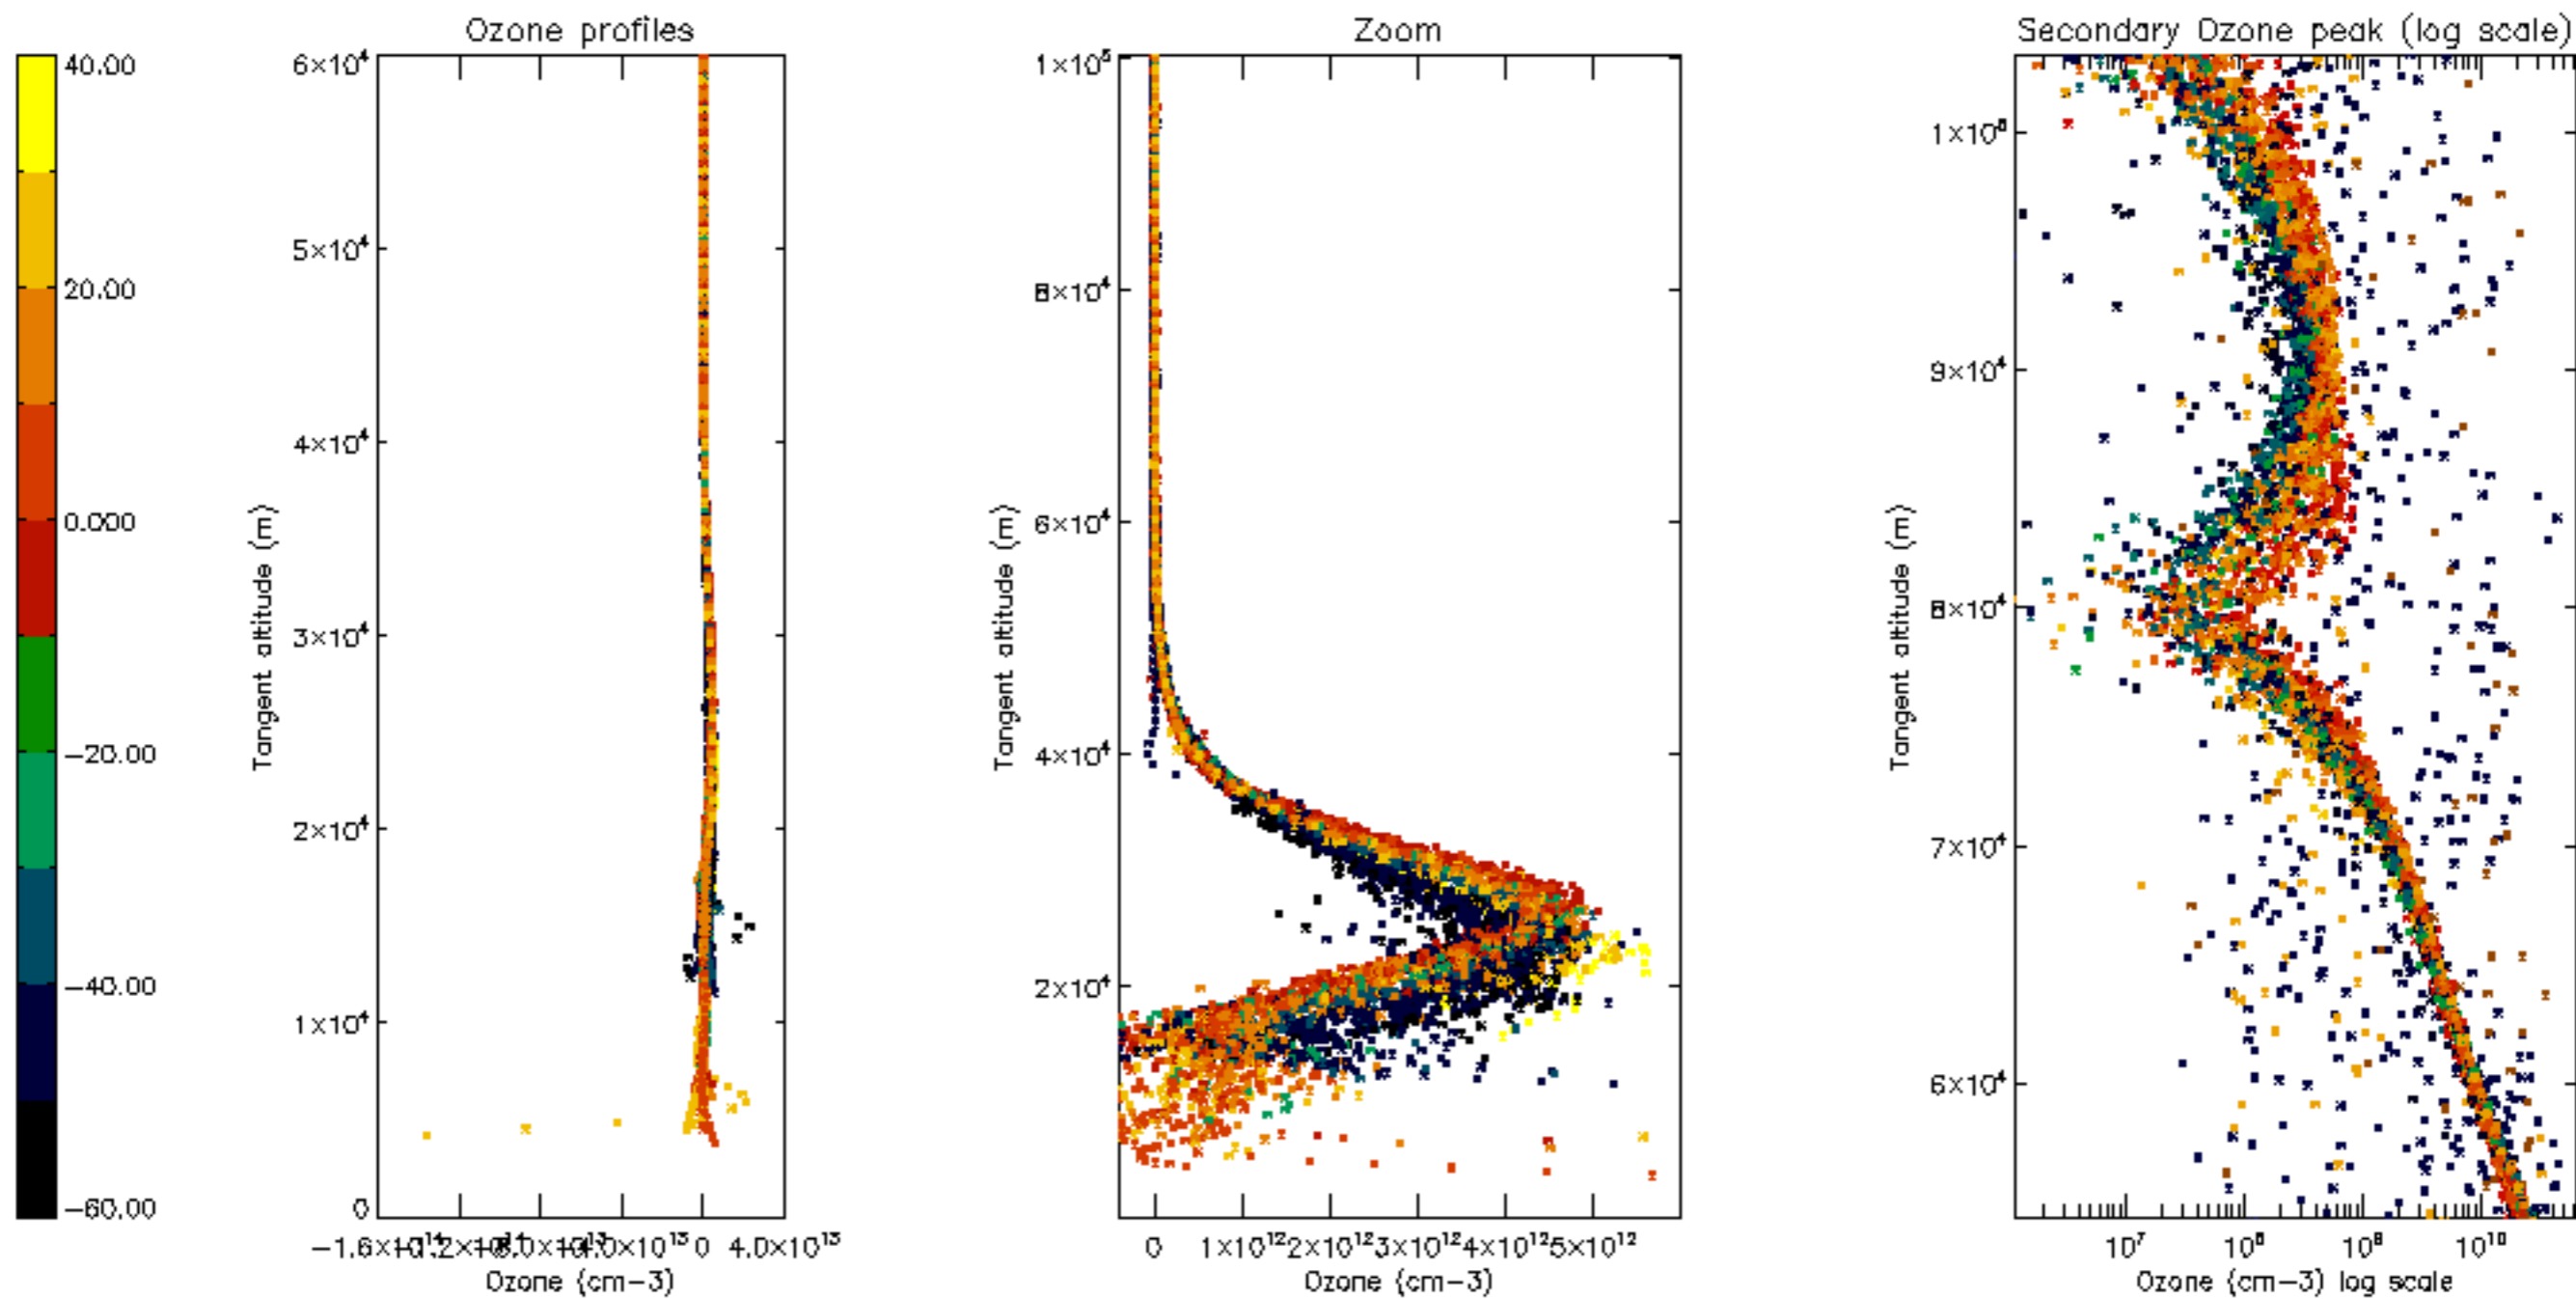 Ozone profiles
Zoom
Secondary Ozone peak (log scale)
40.00
20.00
0.000
-20.00
-40.00
-60.00
6×10⁴
5×10⁴
4×10⁴
3×10⁴
2×10⁴
1×10⁴
0
Tangent altitude (m)
0
4.0×10¹³
Ozone (cm-3)
1×10⁵
8×10⁴
6×10⁴
4×10⁴
2×10⁴
Tangent altitude (m)
0 1×10¹² 2×10¹² 3×10¹² 4×10¹² 5×10¹²
Ozone (cm-3)
9×10⁴
8×10⁴
7×10⁴
6×10⁴
Tangent altitude (m)
10⁷ 10⁸ 10⁹ 10¹⁰
Ozone (cm-3) log scale